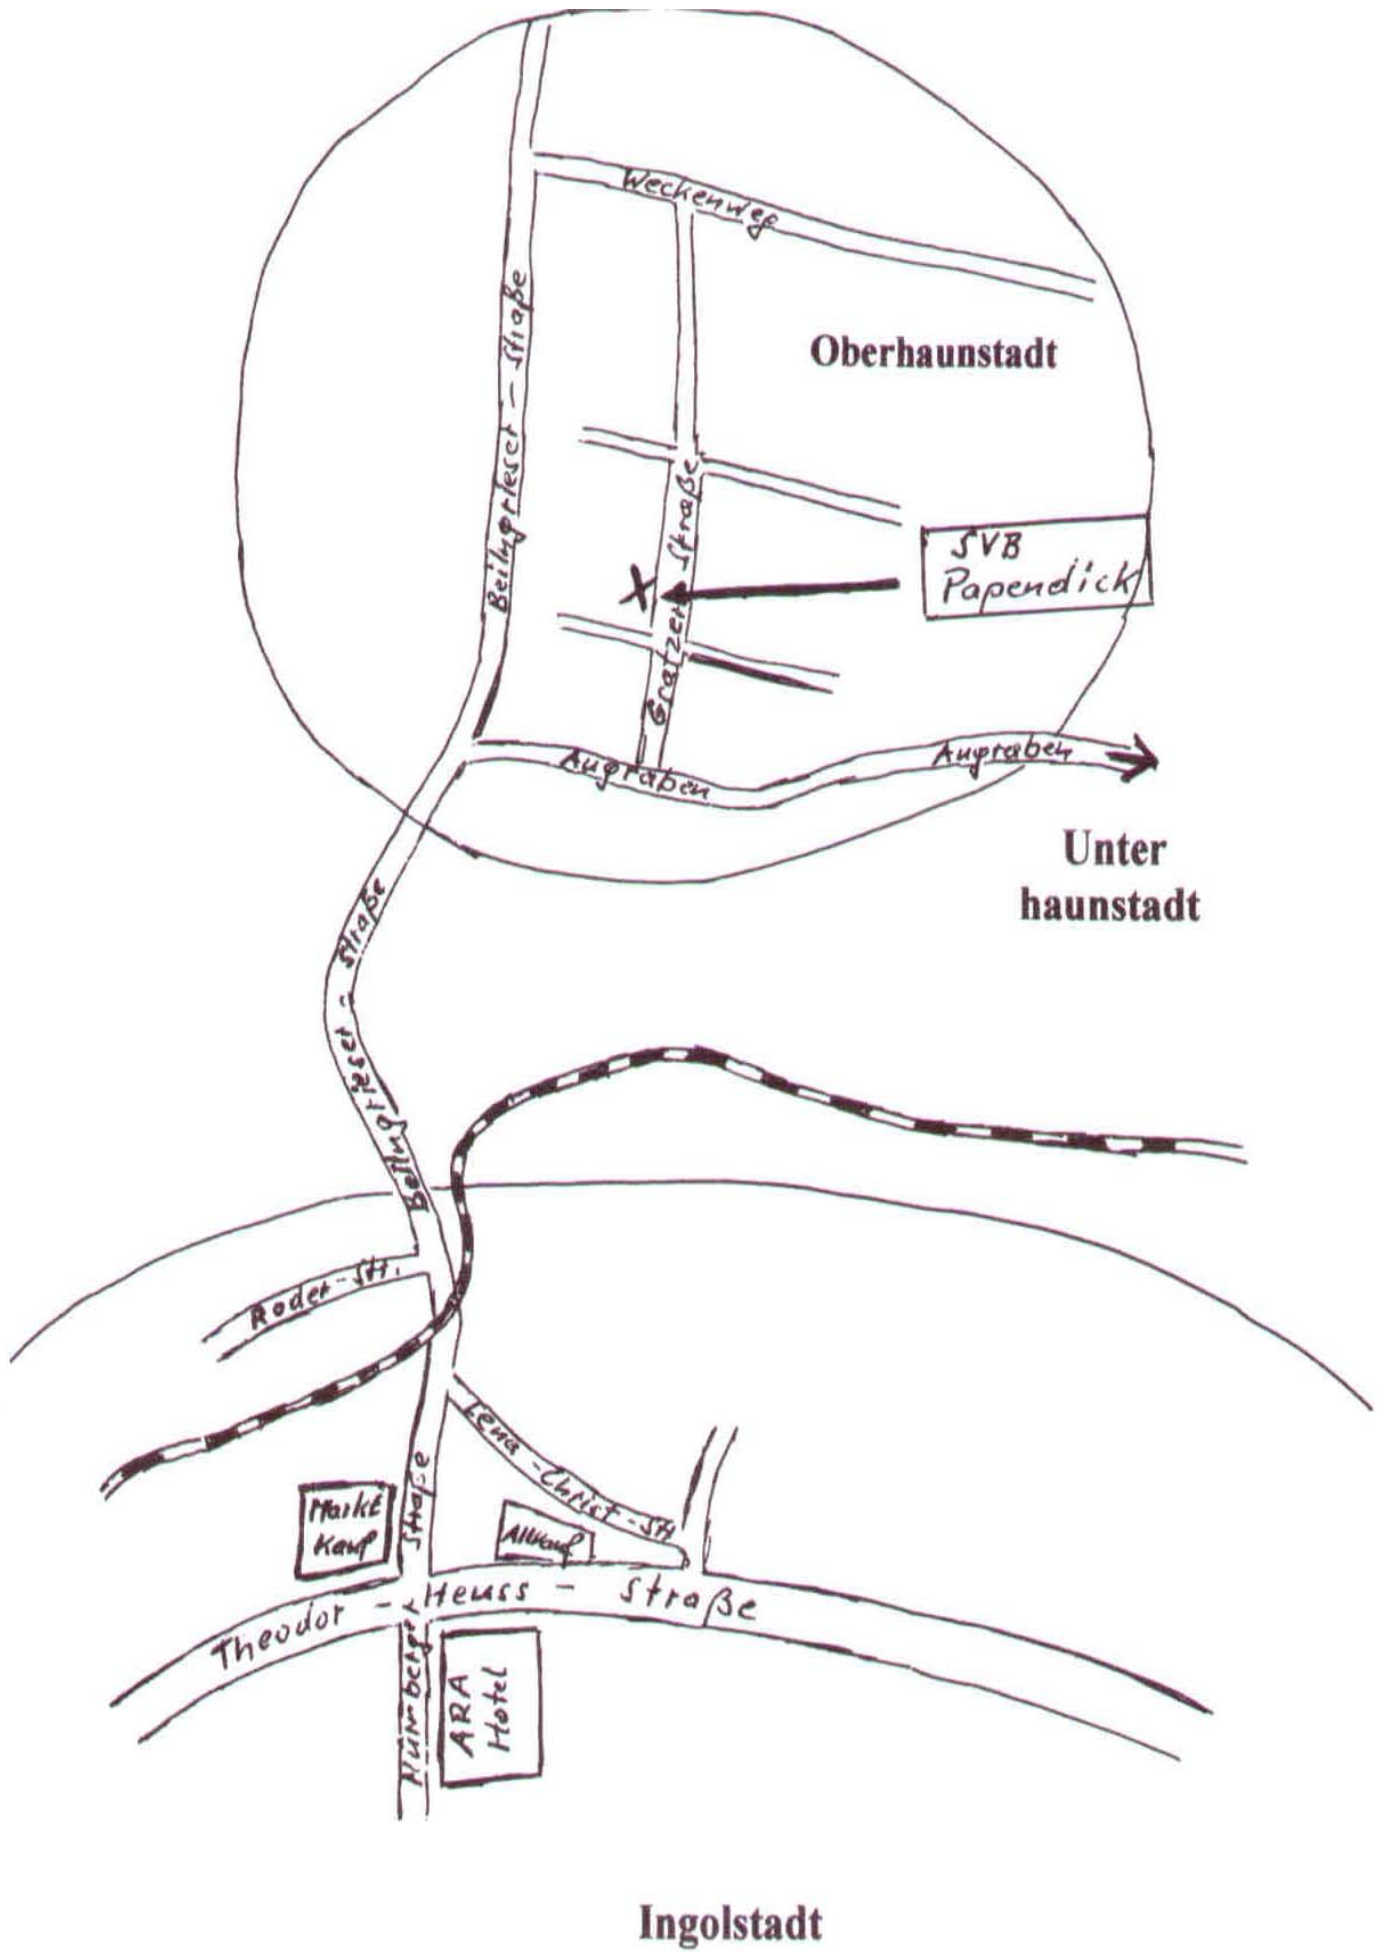 Weckenweg
Oberhaunstadt
Beilngrieser - Straße
SVB
Papendick
Gratzer Straße
Augraben
Augraben
Unter
haunstadt
Beilngrieser - Straße
Roder-Str.
Lena-Christ-Str
Markt
Kauf
Allkauf
Theodor - Heuss - Straße
Nürnberger Straße
ARA
Hotel
Ingolstadt